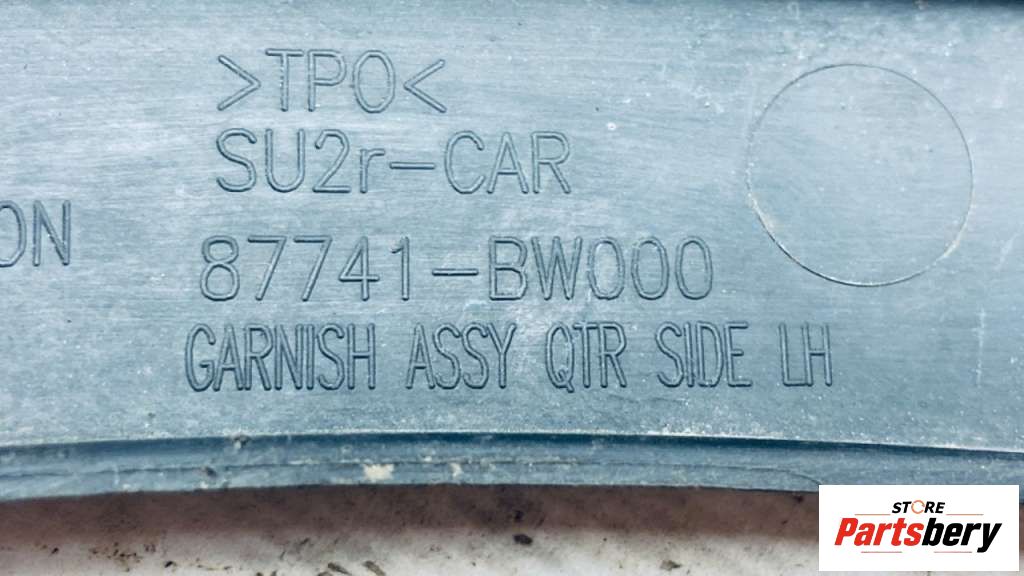 >TPO<
SU2r-CAR
ON
87741-BW000
GARNISH ASSY QTR SIDE LH
STORE
Partsbery